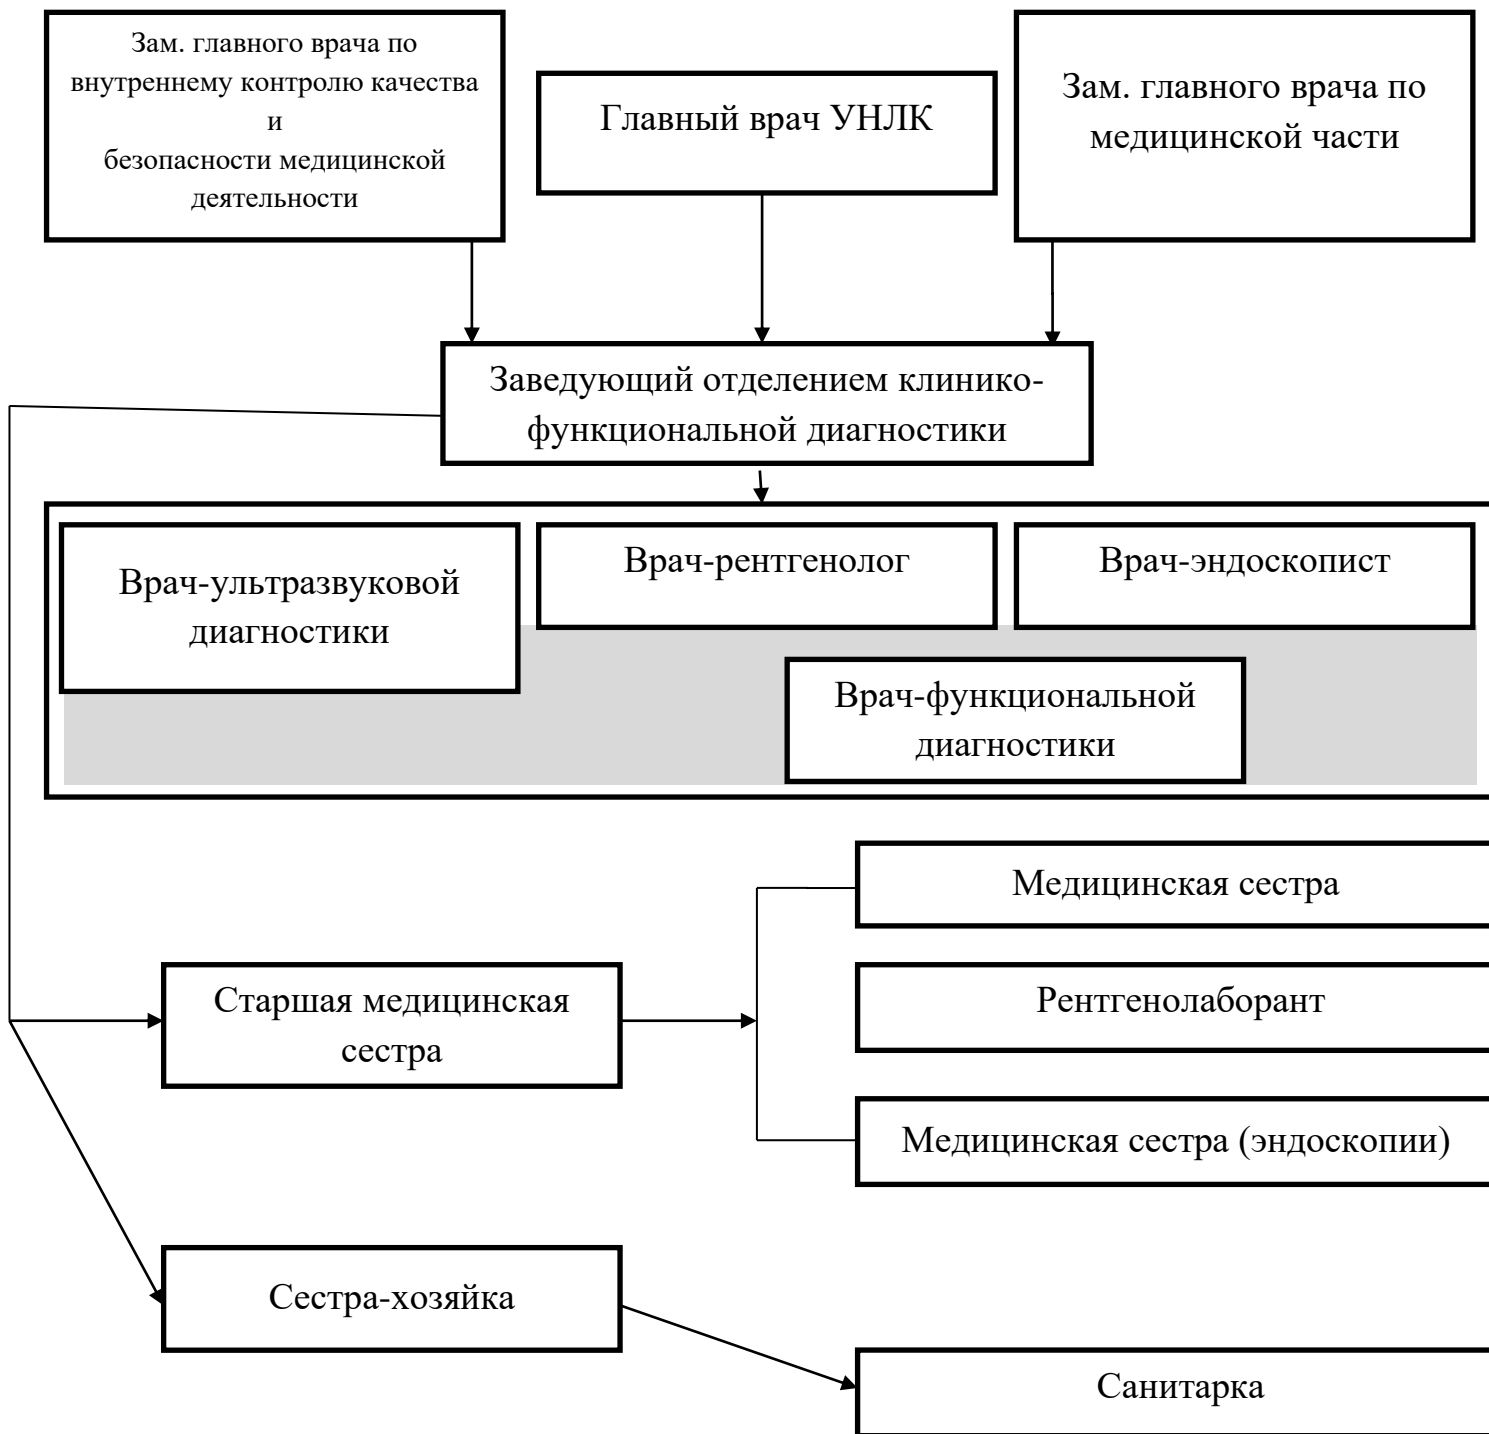 Зам. главного врача по
внутреннему контролю качества
и
безопасности медицинской
деятельности
Главный врач УНЛК
Зам. главного врача по
медицинской части
Заведующий отделением клинико-
функциональной диагностики
Врач-ультразвуковой
диагностики
Врач-рентгенолог
Врач-эндоскопист
Врач-функциональной
диагностики
Медицинская сестра
Старшая медицинская
сестра
Рентгенолаборант
Медицинская сестра (эндоскопии)
Сестра-хозяйка
Санитарка